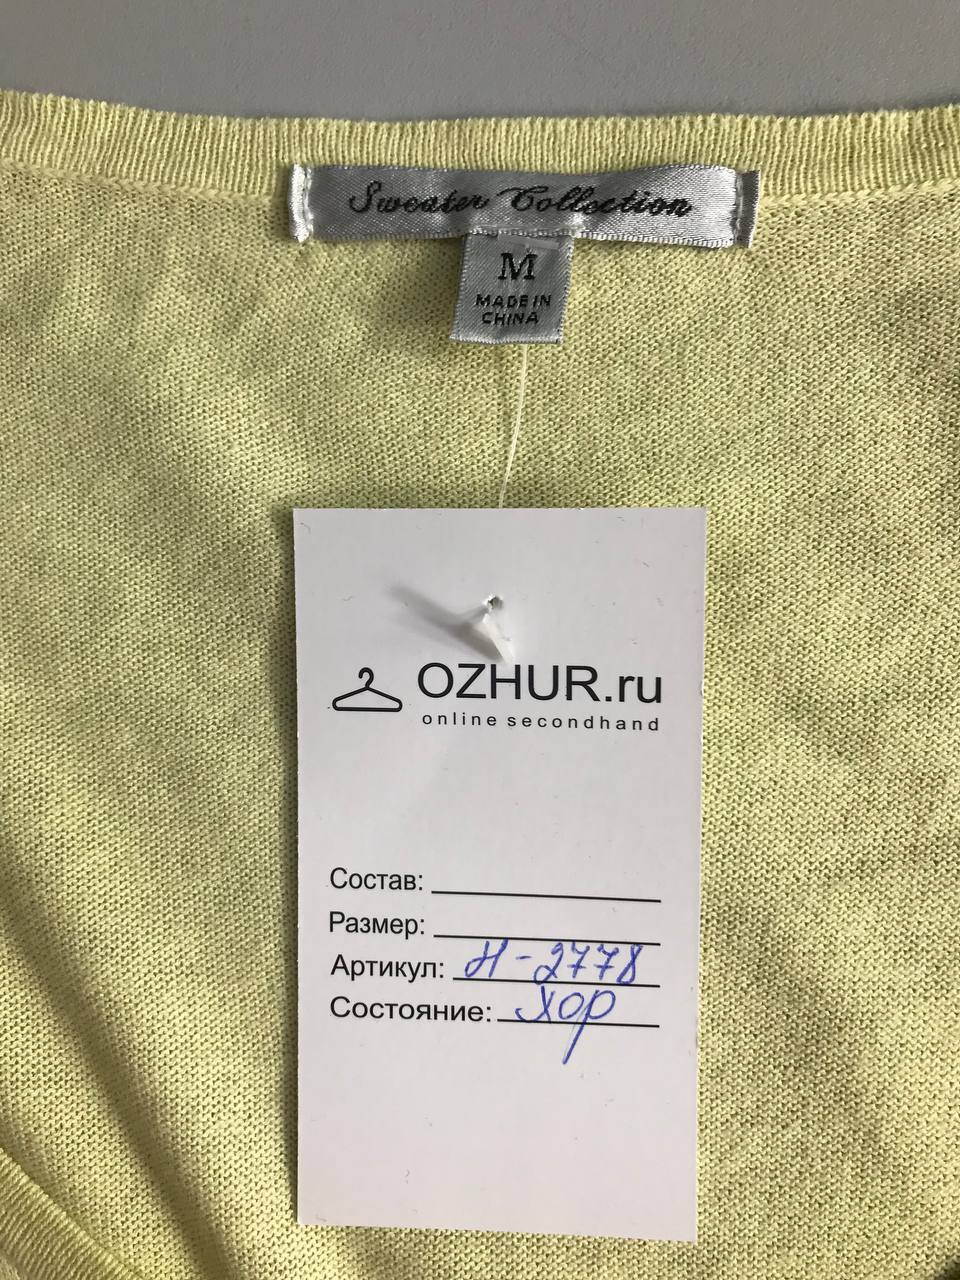 Sweater Collection
M
MADE IN
CHINA
OZHUR.ru
online secondhand
Состав:
Размер:
Артикул: Н-2778
Состояние: хор